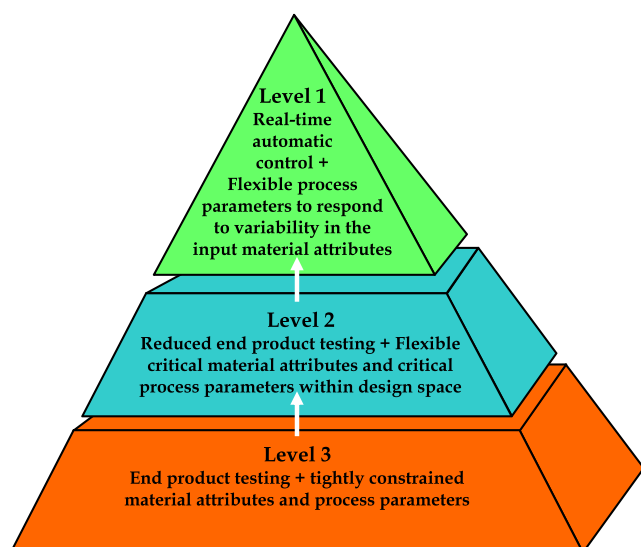 Level 1
Real-time
automatic
control +
Flexible process
parameters to respond
to variability in the
input material attributes
Level 2
Reduced end product testing + Flexible
critical material attributes and critical
process parameters within design space
Level 3
End product testing + tightly constrained
material attributes and process parameters